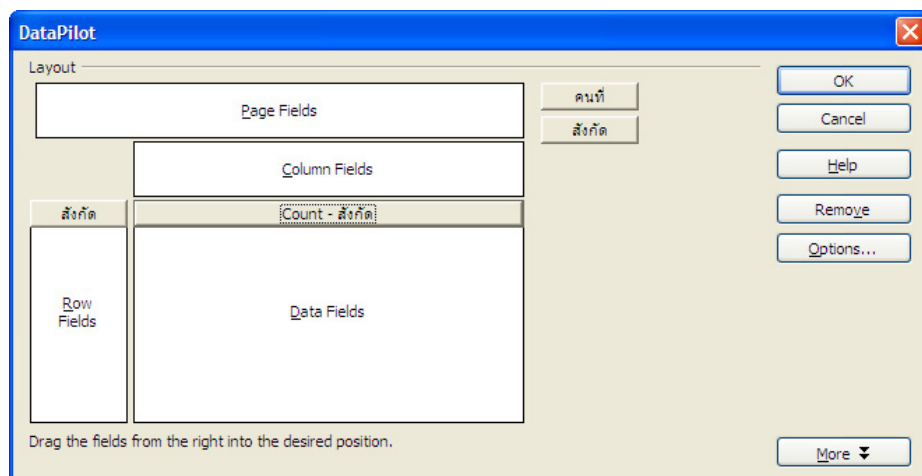 DataPilot
Layout
Page Fields
คนที่
สังกัด
Column Fields
สังกัด
Count - สังกัด
Row
Fields
Data Fields
Drag the fields from the right into the desired position.
OK
Cancel
Help
Remove
Options...
More